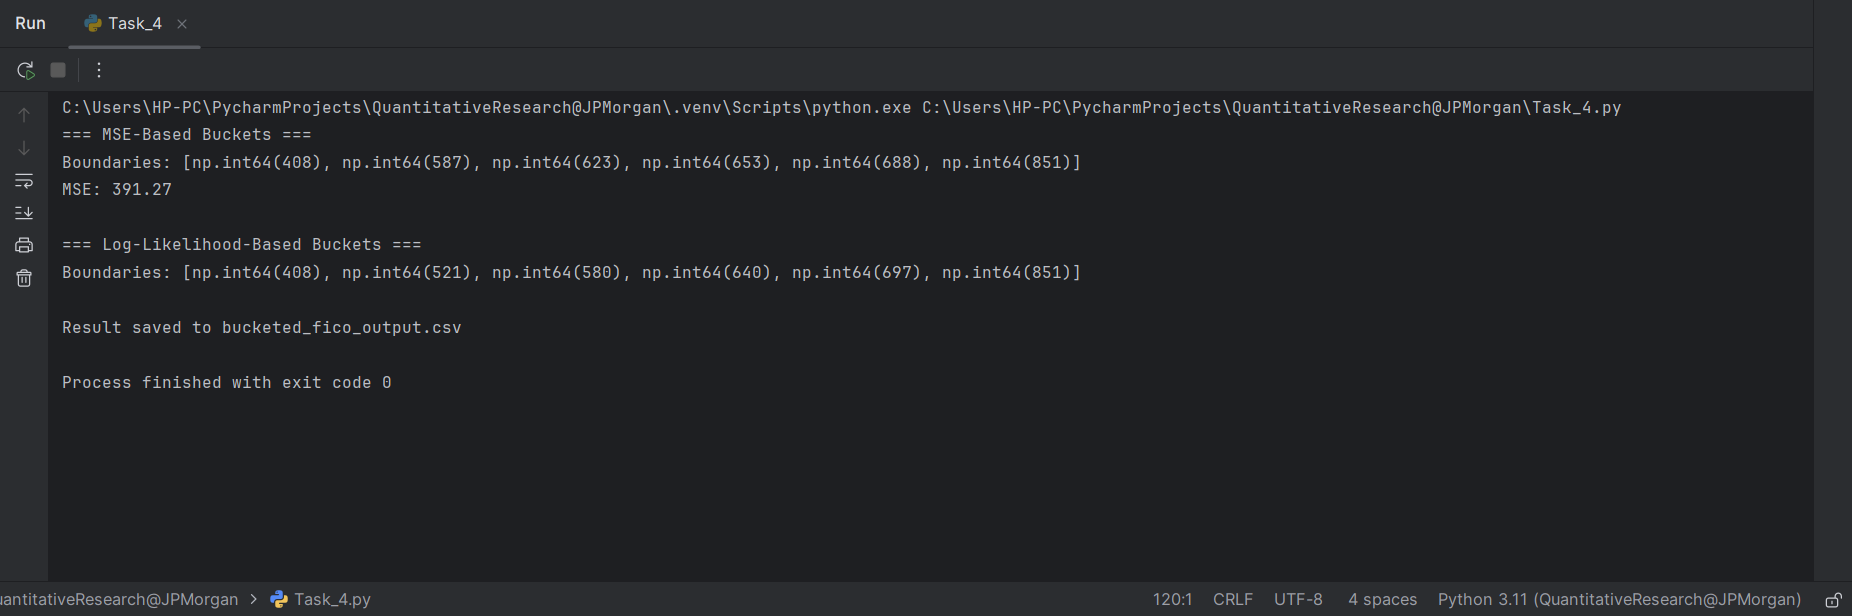 Run Task_4
C:\Users\HP-PC\PycharmProjects\QuantitativeResearch@JPMorgan\.venv\Scripts\python.exe C:\Users\HP-PC\PycharmProjects\QuantitativeResearch@JPMorgan\Task_4.py
=== MSE-Based Buckets ===
Boundaries: [np.int64(408), np.int64(587), np.int64(623), np.int64(653), np.int64(688), np.int64(851)]
MSE: 391.27
=== Log-Likelihood-Based Buckets ===
Boundaries: [np.int64(408), np.int64(521), np.int64(580), np.int64(640), np.int64(697), np.int64(851)]
Result saved to bucketed_fico_output.csv
Process finished with exit code 0
uantitativeResearch@JPMorgan > Task_4.py 120:1 CRLF UTF-8 4 spaces Python 3.11 (QuantitativeResearch@JPMorgan)